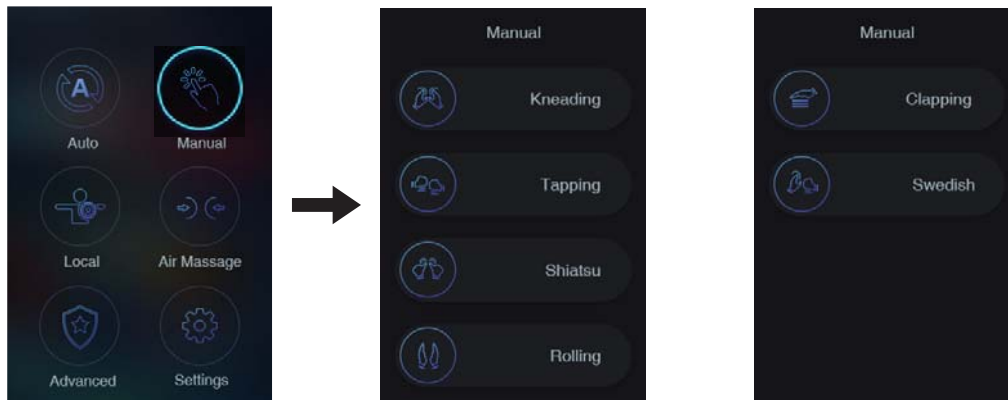 A
Auto
Manual
Local
Air Massage
Advanced
Settings
Manual
Kneading
Tapping
Shiatsu
Rolling
Manual
Clapping
Swedish